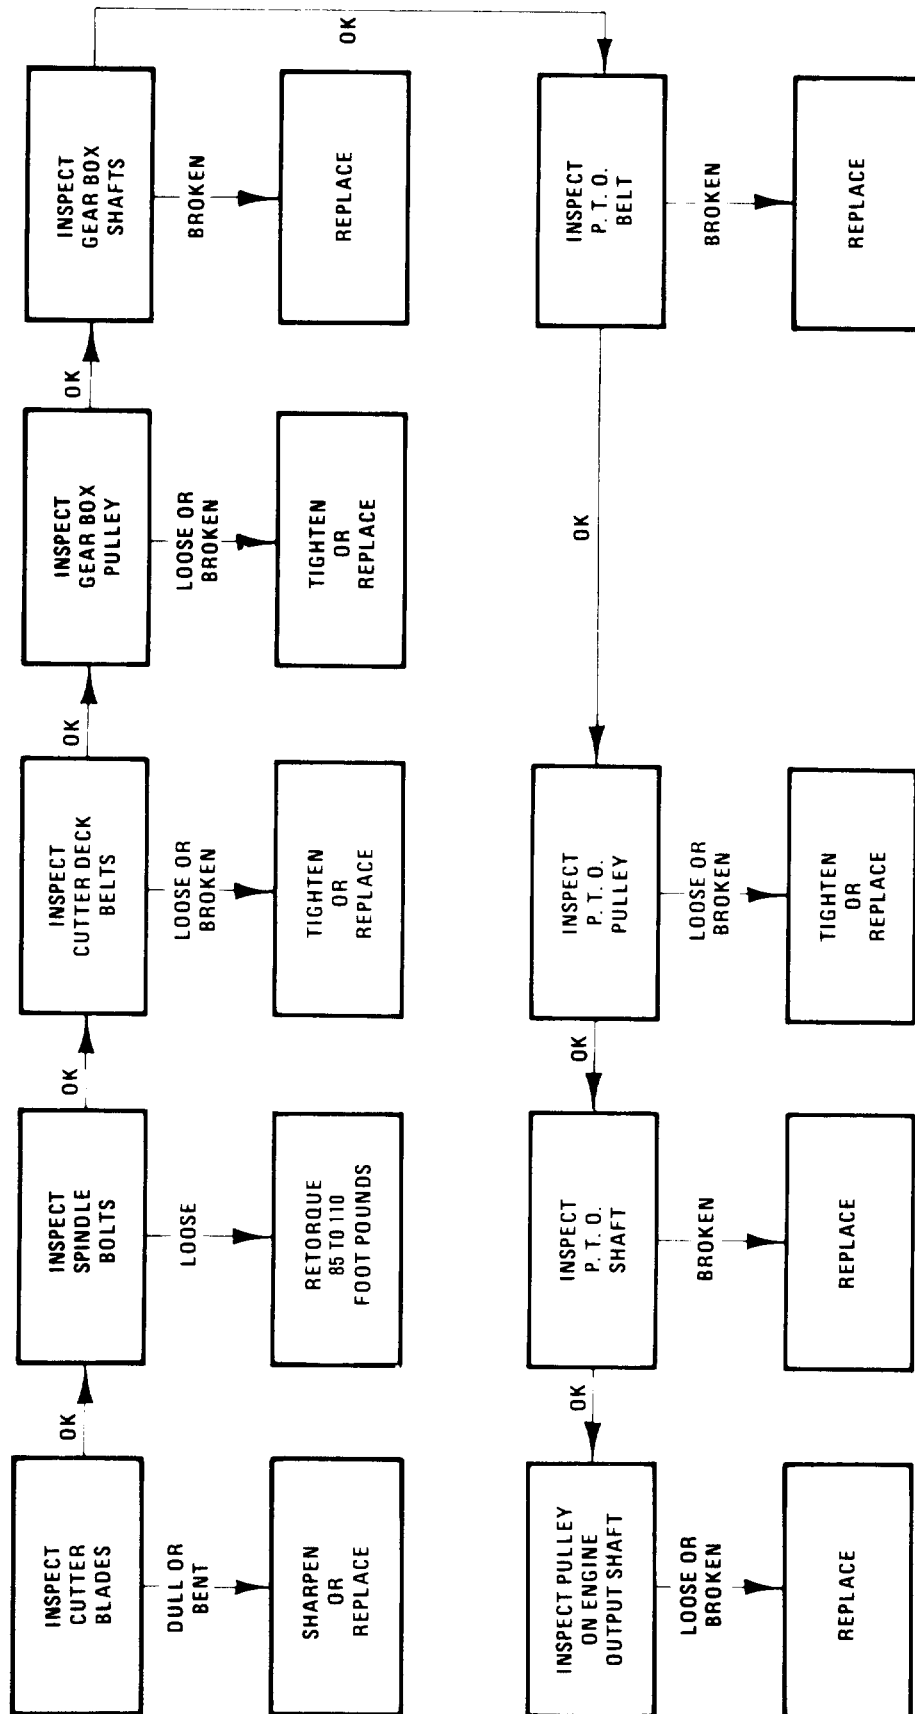 INSPECT
CUTTER
BLADES
OK
INSPECT
SPINDLE
BOLTS
OK
INSPECT
CUTTER DECK
BELTS
OK
INSPECT
GEAR BOX
PULLEY
OK
INSPECT
GEAR BOX
SHAFTS
OK
DULL OR
BENT
LOOSE
LOOSE OR
BROKEN
LOOSE OR
BROKEN
BROKEN
SHARPEN
OR
REPLACE
RETORQUE
85 TO 110
FOOT POUNDS
TIGHTEN
OR
REPLACE
TIGHTEN
OR
REPLACE
REPLACE
INSPECT PULLEY
ON ENGINE
OUTPUT SHAFT
OK
INSPECT
P. T. O.
SHAFT
OK
INSPECT
P. T. O.
PULLEY
OK
INSPECT
P. T. O.
BELT
LOOSE OR
BROKEN
BROKEN
LOOSE OR
BROKEN
BROKEN
REPLACE
REPLACE
TIGHTEN
OR
REPLACE
REPLACE